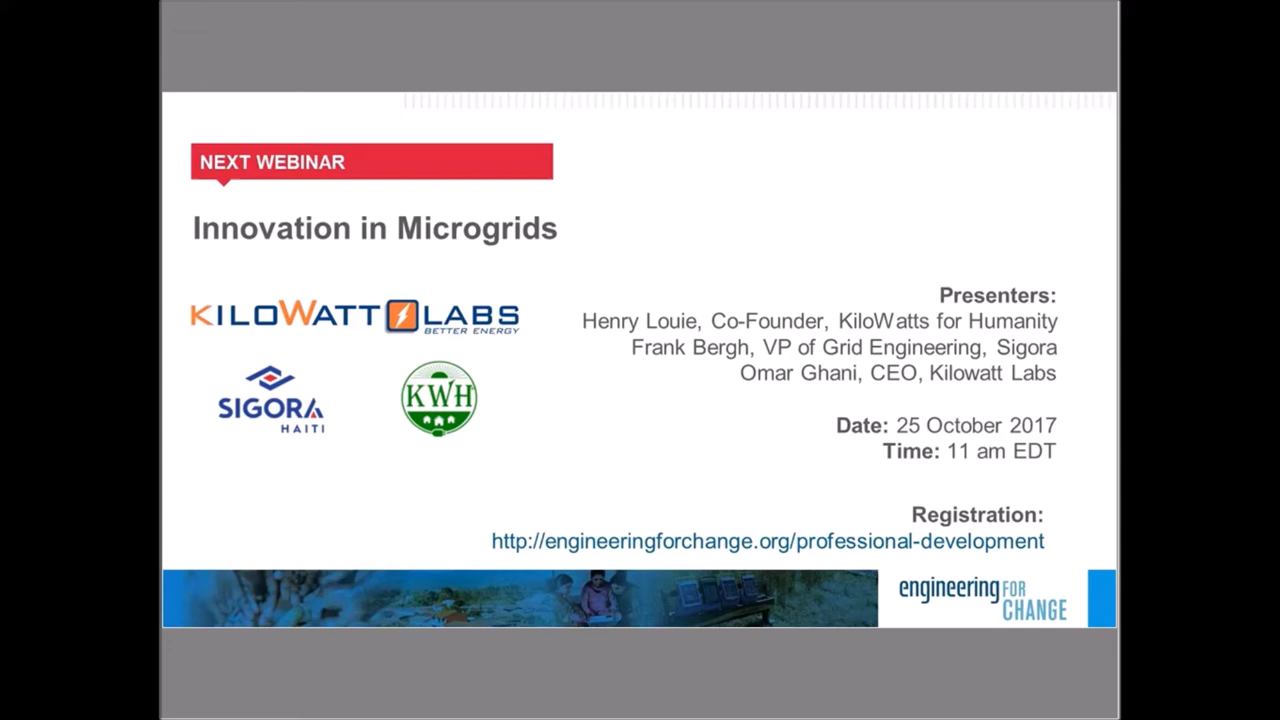 NEXT WEBINAR
Innovation in Microgrids
KILOWATT LABS
BETTER ENERGY
SIGORA
HAITI
KWH
Presenters:
Henry Louie, Co-Founder, KiloWatts for Humanity
Frank Bergh, VP of Grid Engineering, Sigora
Omar Ghani, CEO, Kilowatt Labs
Date: 25 October 2017
Time: 11 am EDT
Registration:
http://engineeringforchange.org/professional-development
engineering FOR
CHANGE